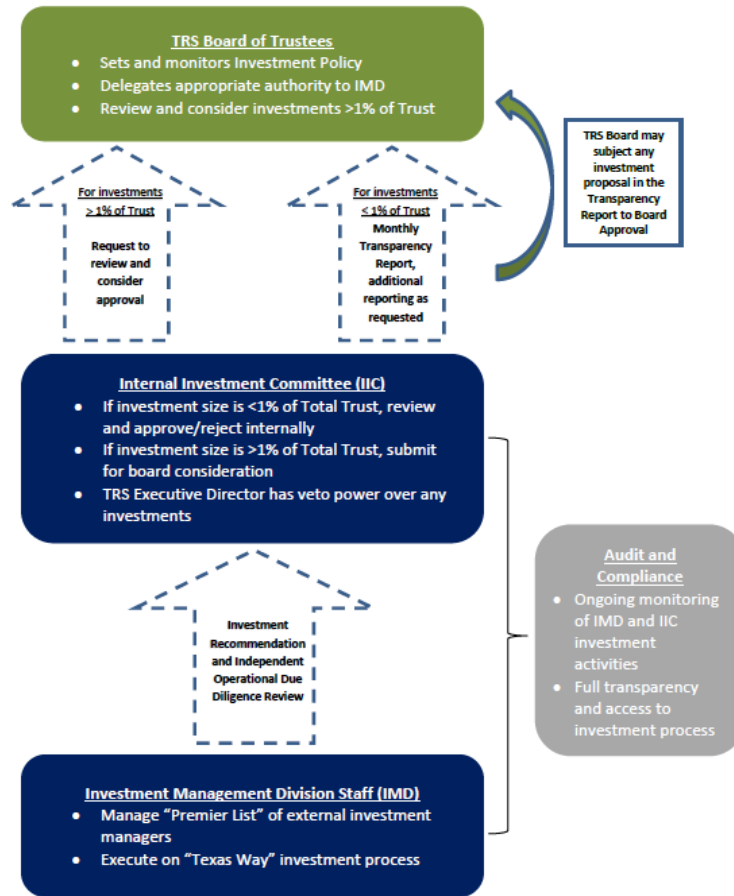 TRS Board of Trustees
• Sets and monitors Investment Policy
• Delegates appropriate authority to IMD
• Review and consider investments >1% of Trust
For investments
> 1% of Trust
Request to
review and
consider
approval
For investments
< 1% of Trust
Monthly
Transparency
Report,
additional
reporting as
requested
TRS Board may
subject any
investment
proposal in the
Transparency
Report to Board
Approval
Internal Investment Committee (IIC)
• If investment size is <1% of Total Trust, review
and approve/reject internally
• If investment size is >1% of Total Trust, submit
for board consideration
• TRS Executive Director has veto power over any
investments
Audit and
Compliance
• Ongoing monitoring
of IMD and IIC
investment
activities
• Full transparency
and access to
investment process
Investment
Recommendation
and Independent
Operational Due
Diligence Review
Investment Management Division Staff (IMD)
• Manage “Premier List” of external investment
managers
• Execute on “Texas Way” investment process